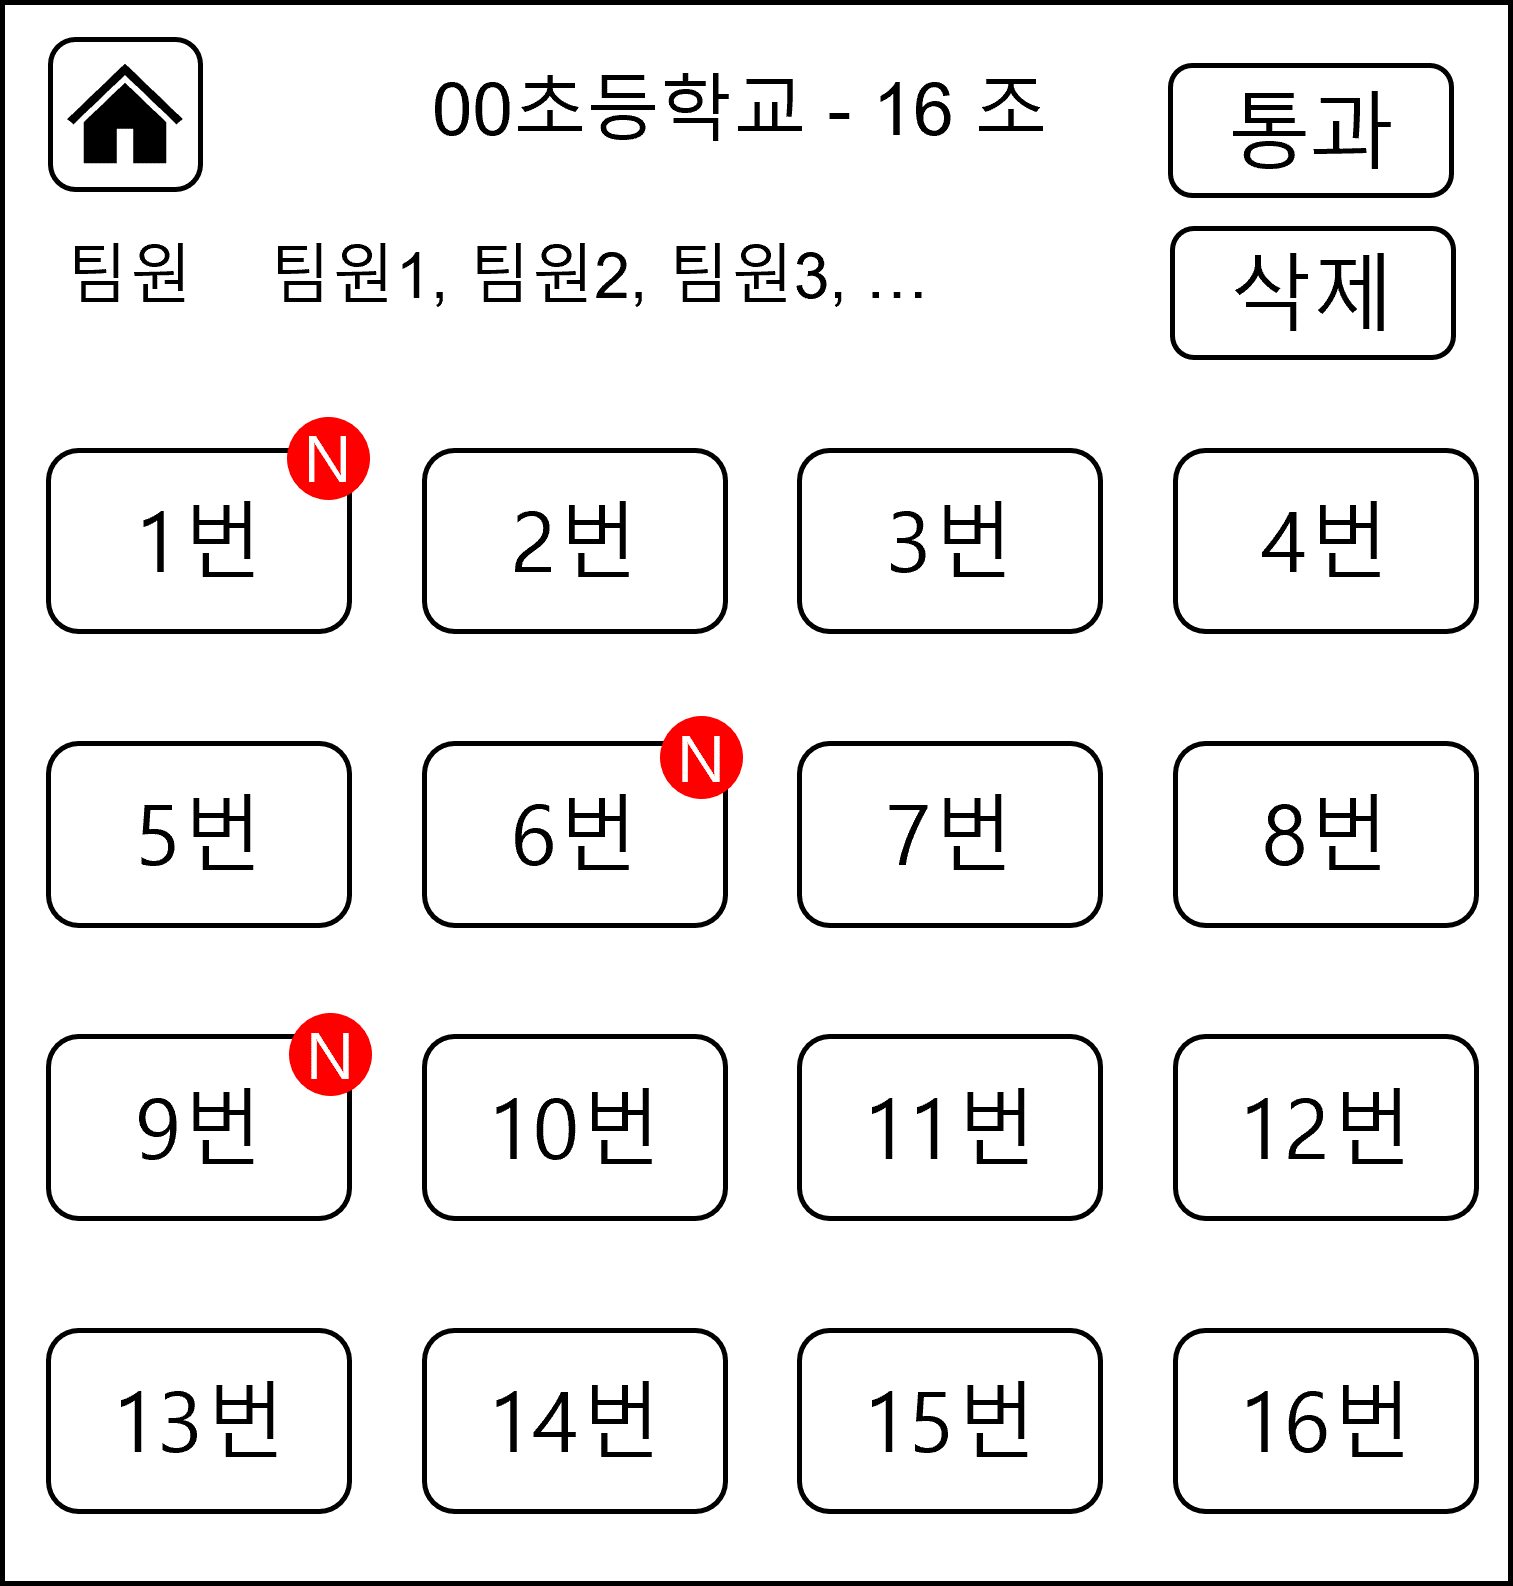 00초등학교 - 16 조
통과
팀원 팀원1, 팀원2, 팀원3, ...
삭제
N
1번 2번 3번 4번
N
5번 6번 7번 8번
N
9번 10번 11번 12번
13번 14번 15번 16번